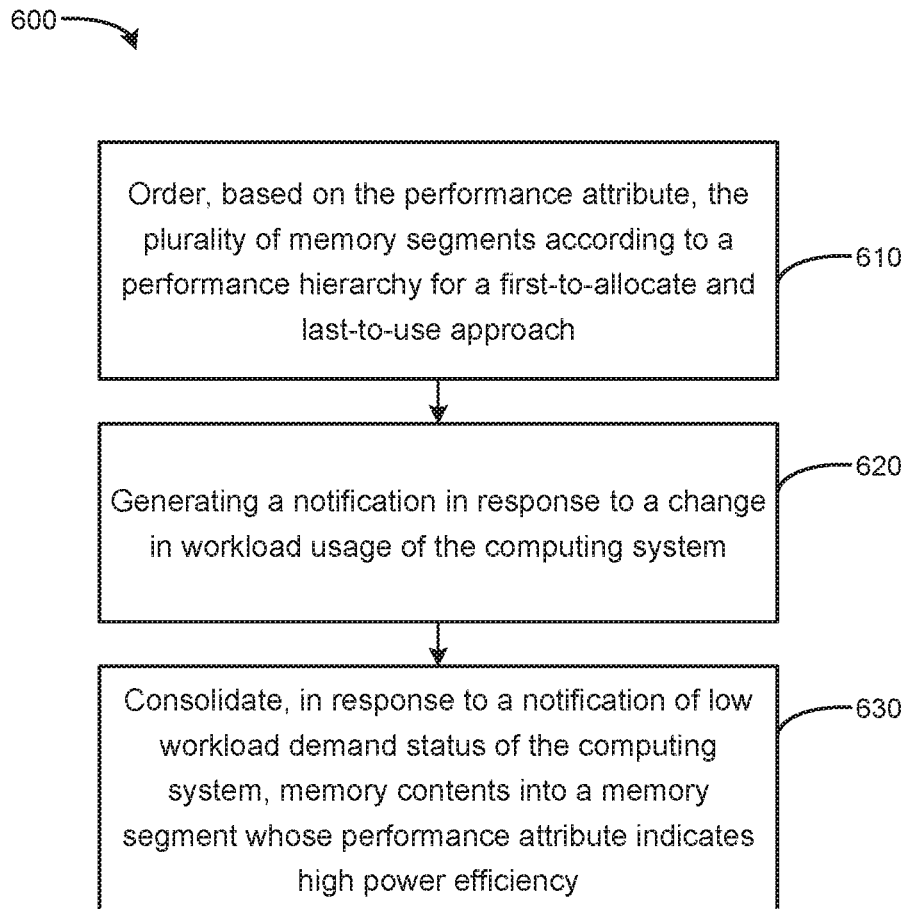 600
Order, based on the performance attribute, the
plurality of memory segments according to a
performance hierarchy for a first-to-allocate and
last-to-use approach
610
Generating a notification in response to a change
in workload usage of the computing system
620
Consolidate, in response to a notification of low
workload demand status of the computing
system, memory contents into a memory
segment whose performance attribute indicates
high power efficiency
630